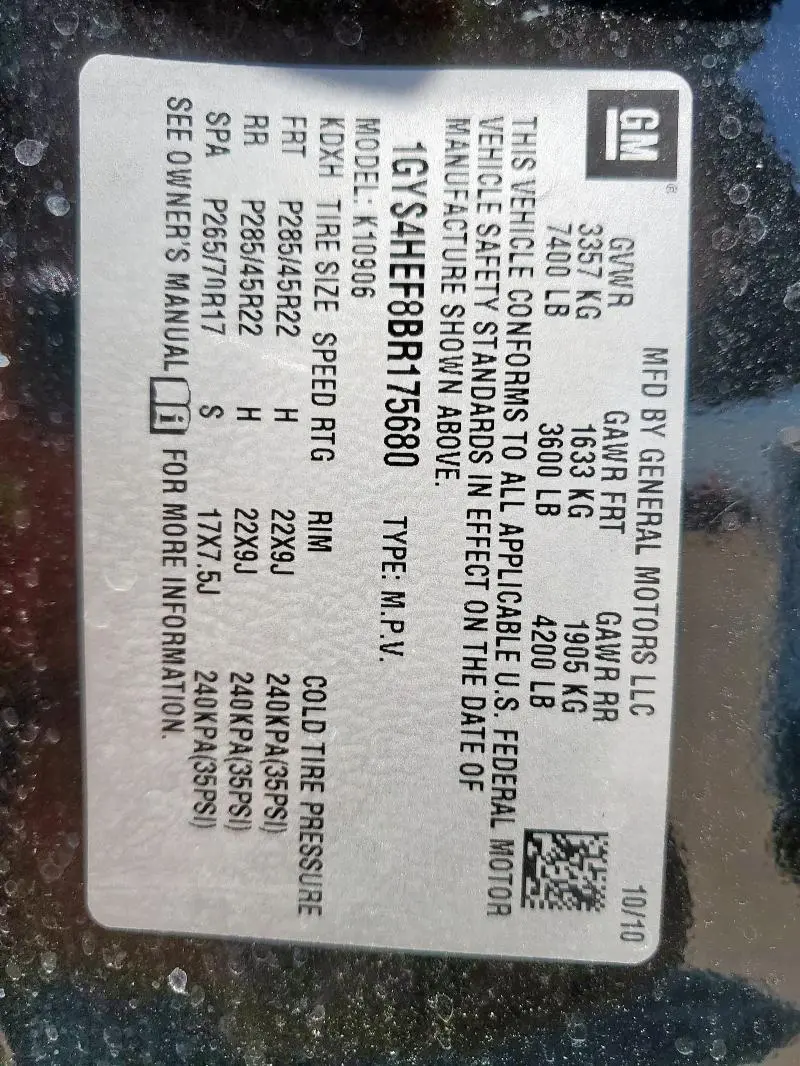 GM ®
MFD BY GENERAL MOTORS LLC 10/10
GVWR GAWR FRT GAWR RR
3357 KG 1633 KG 1905 KG
7400 LB 3600 LB 4200 LB
THIS VEHICLE CONFORMS TO ALL APPLICABLE U.S. FEDERAL MOTOR
VEHICLE SAFETY STANDARDS IN EFFECT ON THE DATE OF
MANUFACTURE SHOWN ABOVE.
1GYS4HEF8BR175680 TYPE: M.P.V.
MODEL: K10906
KDXH TIRE SIZE SPEED RTG RIM COLD TIRE PRESSURE
FRT P285/45R22 H 22X9J 240KPA(35PSI)
RR P285/45R22 H 22X9J 240KPA(35PSI)
SPA P265/70R17 S 17X7.5J 240KPA(35PSI)
SEE OWNER'S MANUAL i FOR MORE INFORMATION.